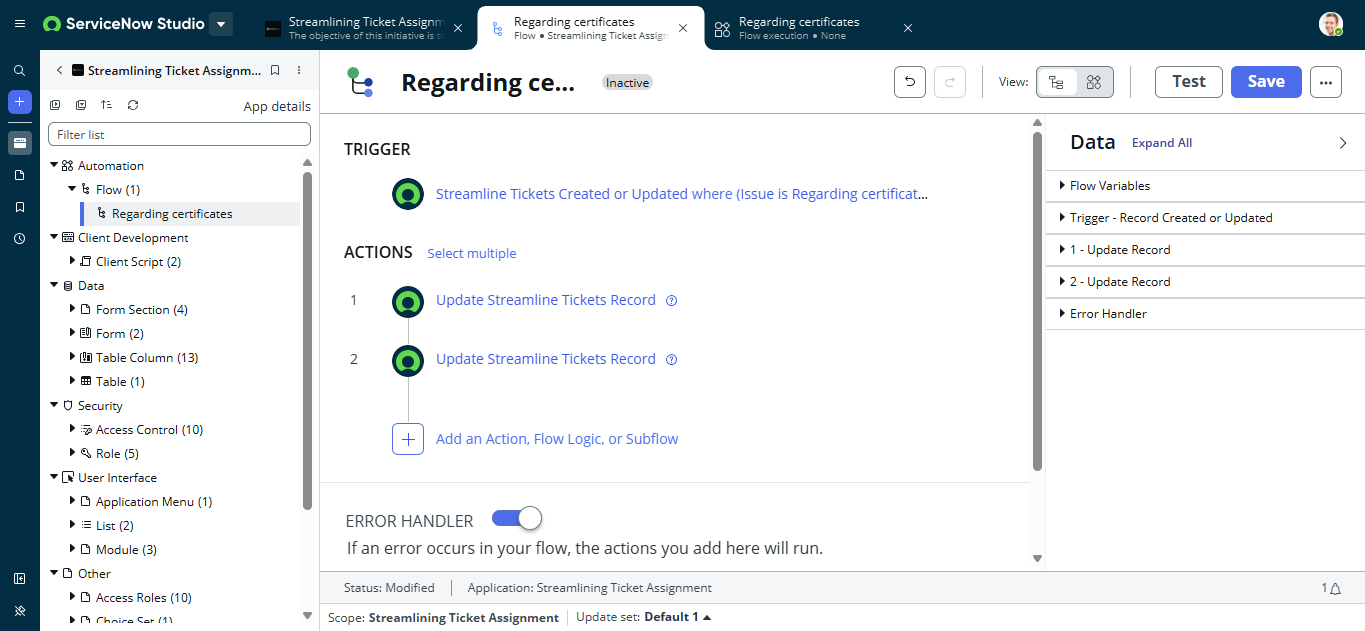 ServiceNow Studio
Streamlining Ticket Assignm
The objective of this initiative is to
Regarding certificates
Flow • Streamlining Ticket Assign
Regarding certificates
Flow execution • None
Streamlining Ticket Assignm...
App details
Filter list
Automation
Flow (1)
Regarding certificates
Client Development
Client Script (2)
Data
Form Section (4)
Form (2)
Table Column (13)
Table (1)
Security
Access Control (10)
Role (5)
User Interface
Application Menu (1)
List (2)
Module (3)
Other
Access Roles (10)
Choice Set (1)
Regarding ce...
Inactive
View:
Test
Save
TRIGGER
Streamline Tickets Created or Updated where (Issue is Regarding certificat...
ACTIONS
Select multiple
1
Update Streamline Tickets Record
2
Update Streamline Tickets Record
Add an Action, Flow Logic, or Subflow
ERROR HANDLER
If an error occurs in your flow, the actions you add here will run.
Data
Expand All
Flow Variables
Trigger - Record Created or Updated
1 - Update Record
2 - Update Record
Error Handler
Status: Modified
Application: Streamlining Ticket Assignment
1
Scope: Streamlining Ticket Assignment
Update set: Default 1